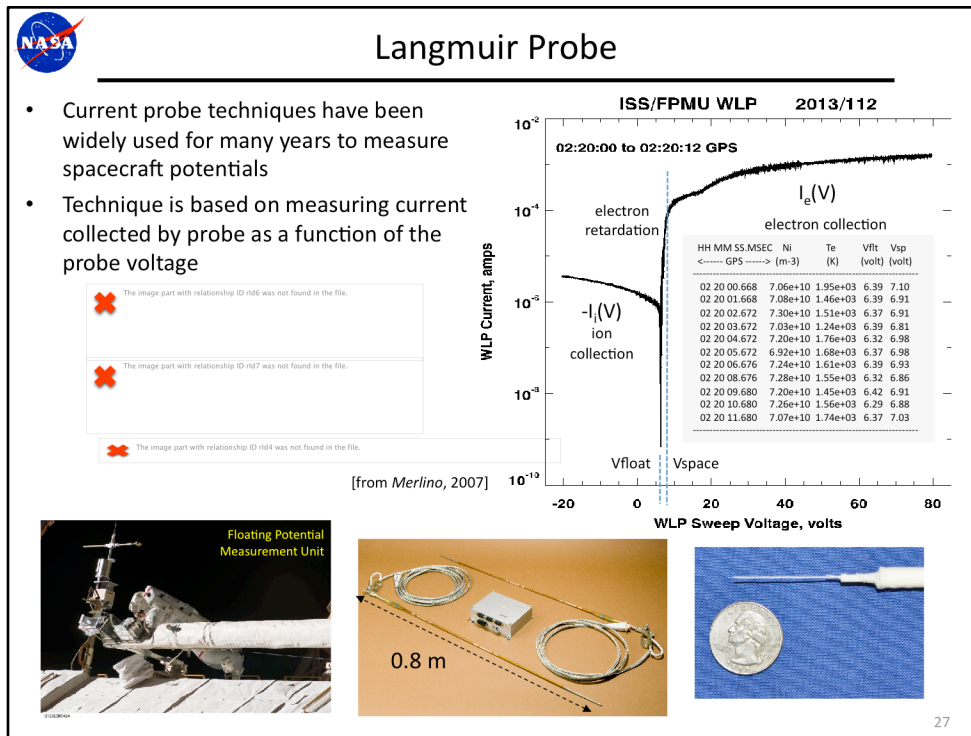 NASA
Langmuir Probe
• Current probe techniques have been
widely used for many years to measure
spacecraft potentials
• Technique is based on measuring current
collected by probe as a function of the
probe voltage
The image part with relationship ID rId6 was not found in the file.
The image part with relationship ID rId7 was not found in the file.
The image part with relationship ID rId4 was not found in the file.
[from Merlino, 2007]
ISS/FPMU WLP 2013/112
02:20:00 to 02:20:12 GPS
WLP Current, amps
10-2
10-4
10-6
10-8
10-10
electron
retardation
Ie(V)
electron collection
-Ii(V)
ion
collection
HH MM SS.MSEC Ni Te Vflt Vsp
<------ GPS ------> (m-3) (K) (volt) (volt)
02 20 00.668 7.06e+10 1.95e+03 6.39 7.10
02 20 01.668 7.08e+10 1.46e+03 6.39 6.91
02 20 02.672 7.30e+10 1.51e+03 6.37 6.91
02 20 03.672 7.03e+10 1.24e+03 6.39 6.81
02 20 04.672 7.20e+10 1.76e+03 6.32 6.98
02 20 05.672 6.92e+10 1.68e+03 6.37 6.98
02 20 06.676 7.24e+10 1.61e+03 6.39 6.93
02 20 08.676 7.28e+10 1.55e+03 6.32 6.86
02 20 09.680 7.20e+10 1.45e+03 6.42 6.91
02 20 10.680 7.26e+10 1.56e+03 6.29 6.88
02 20 11.680 7.07e+10 1.74e+03 6.37 7.03
Vfloat Vspace
-20 0 20 40 60 80
WLP Sweep Voltage, volts
Floating Potential
Measurement Unit
0.8 m
27